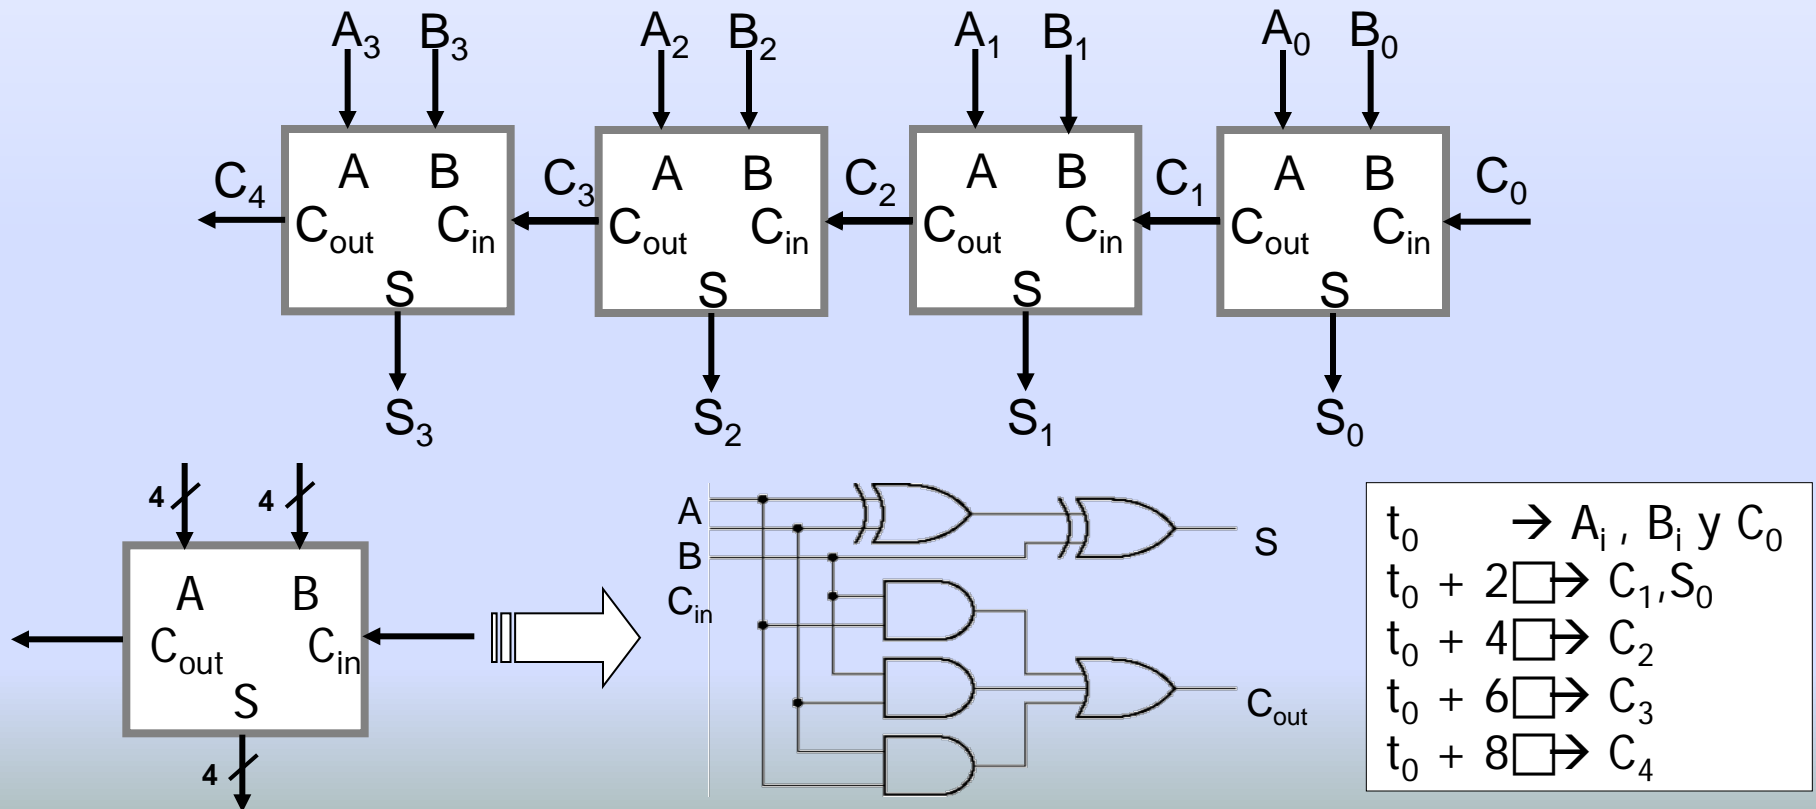 A₃ B₃ A₂ B₂ A₁ B₁ A₀ B₀
A B A B A B A B
C₄ C₃ C₂ C₁ C₀
Cout Cin Cout Cin Cout Cin Cout Cin
S S S S
S₃ S₂ S₁ S₀
4 4
A B
Cout Cin
S
4
A
B
Cin
S
Cout
t₀ → Aᵢ , Bᵢ y C₀
t₀ + 2□→ C₁,S₀
t₀ + 4□→ C₂
t₀ + 6□→ C₃
t₀ + 8□→ C₄